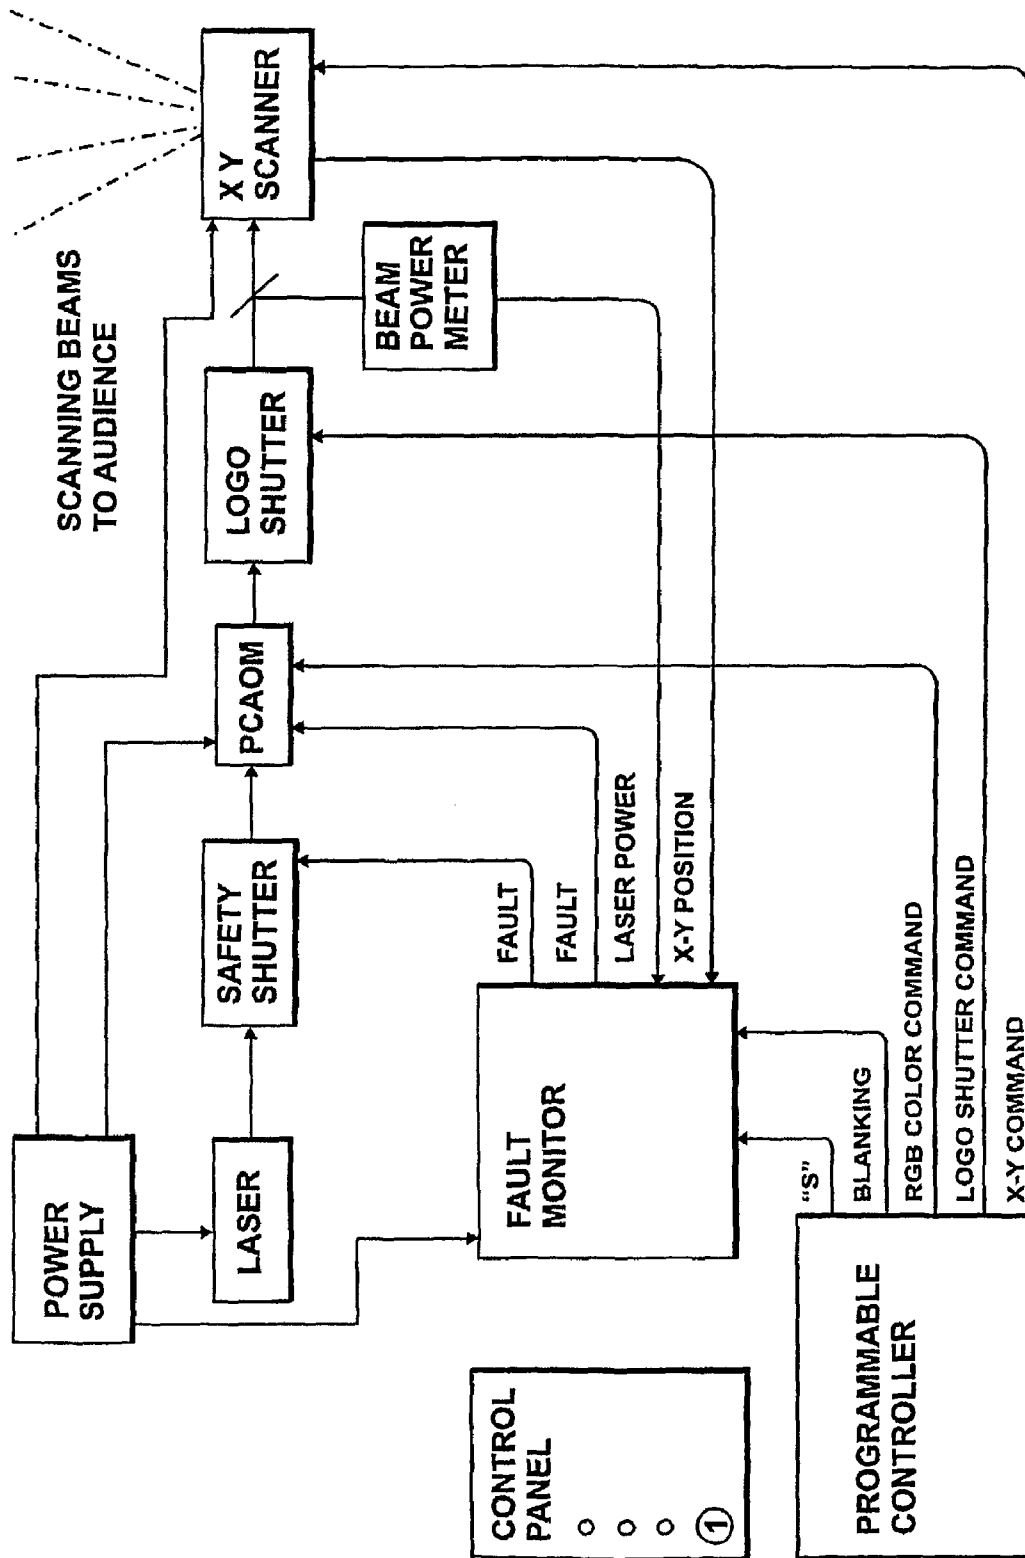 SCANNING BEAMS
TO AUDIENCE
POWER
SUPPLY
LASER
SAFETY
SHUTTER
PCAOM
LOGO
SHUTTER
X Y
SCANNER
BEAM
POWER
METER
CONTROL
PANEL
1
FAULT
MONITOR
FAULT
FAULT
LASER POWER
X-Y POSITION
PROGRAMMABLE
CONTROLLER
"S"
BLANKING
RGB COLOR COMMAND
LOGO SHUTTER COMMAND
X-Y COMMAND